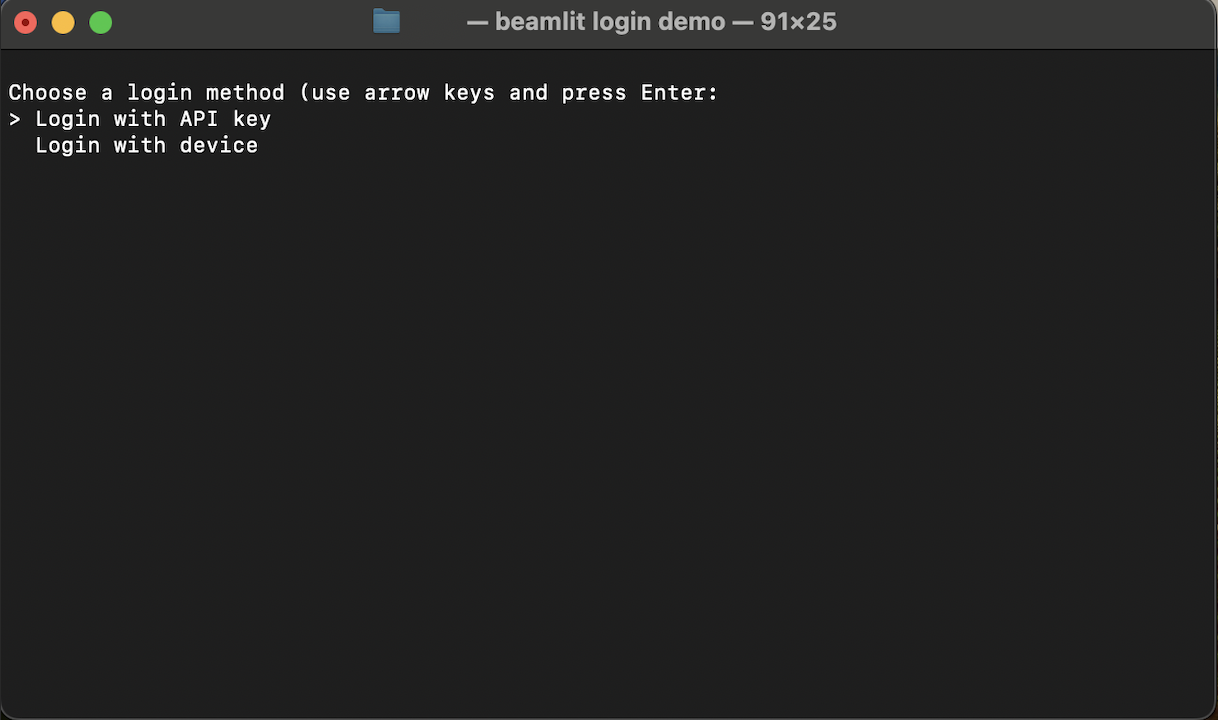 — beamlit login demo — 91×25
Choose a login method (use arrow keys and press Enter:
> Login with API key
Login with device